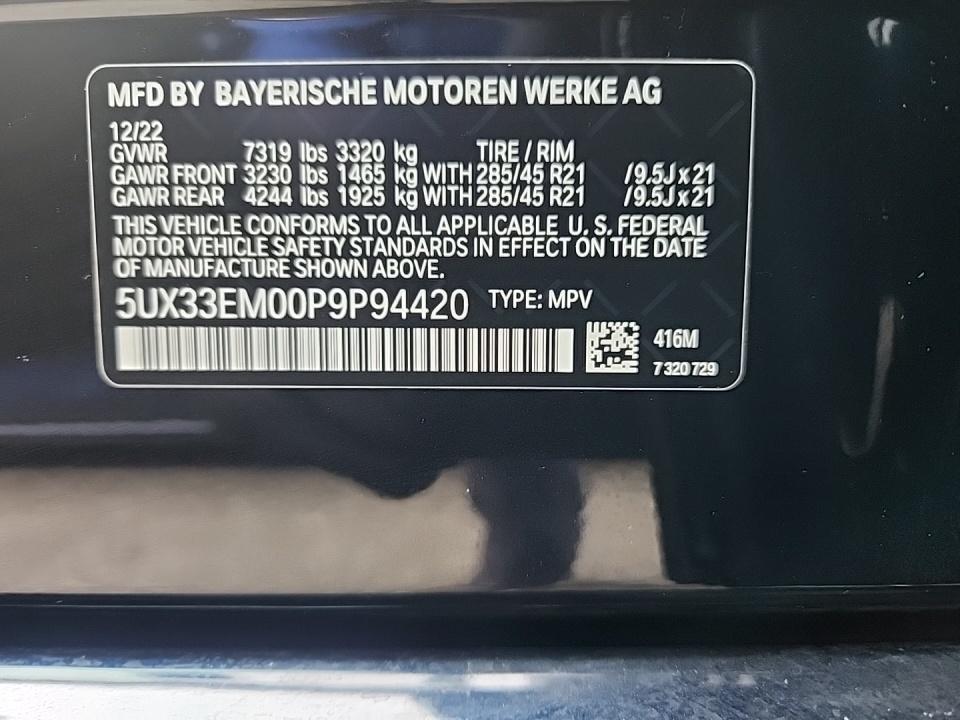 MFD BY BAYERISCHE MOTOREN WERKE AG
12/22
GVWR 7319 lbs 3320 kg TIRE / RIM
GAWR FRONT 3230 lbs 1465 kg WITH 285/45 R21 /9.5J x 21
GAWR REAR 4244 lbs 1925 kg WITH 285/45 R21 /9.5J x 21
THIS VEHICLE CONFORMS TO ALL APPLICABLE U. S. FEDERAL
MOTOR VEHICLE SAFETY STANDARDS IN EFFECT ON THE DATE
OF MANUFACTURE SHOWN ABOVE.
5UX33EM00P9P94420 TYPE: MPV
416M
7 320 729